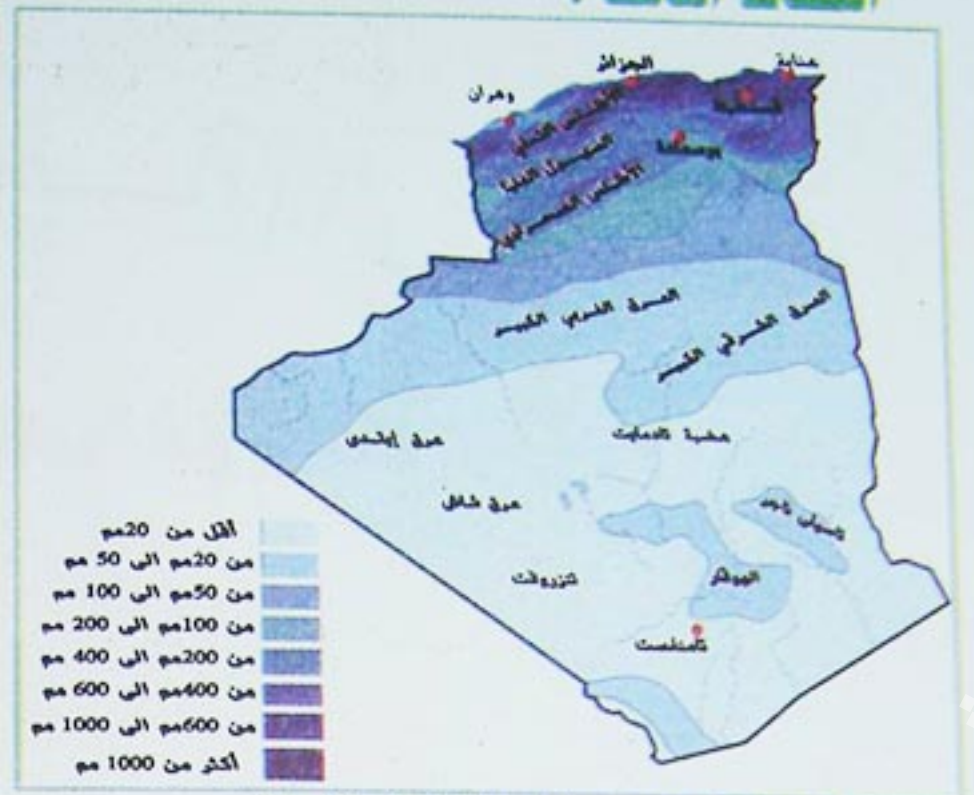 عنابة
الجزائر
وهران
قسنطينة
الأطلس التلي
بوسعادة
السهول العليا
الأطلس الصحراوي
العرق الغربي الكبير
العرق الشرقي الكبير
هضبة تادمايت
عرق إيقدي
عرق شاش
تاسيلي ناجر
الهوقار
تنزروفت
تامنغست
أقل من 20مم
من 20مم الى 50 مم
من 50مم الى 100 مم
من 100مم الى 200 مم
من 200مم الى 400 مم
من 400مم الى 600 مم
من 600مم الى 1000 مم
أكثر من 1000 مم